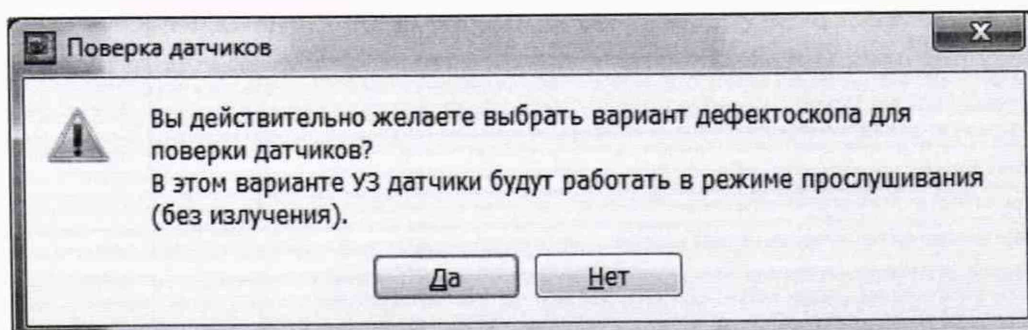 Поверка датчиков
Вы действительно желаете выбрать вариант дефектоскопа для
поверки датчиков?
В этом варианте УЗ датчики будут работать в режиме прослушивания
(без излучения).
Да Нет